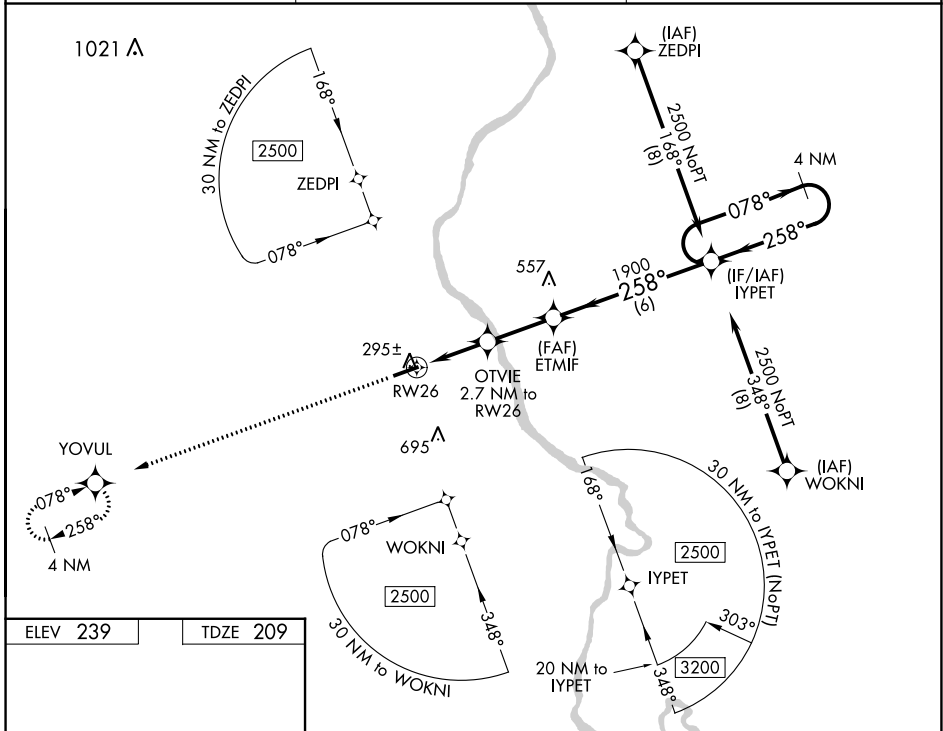 1021
(IAF)
ZEDPI
30 NM to ZEDPI
168°
2500
ZEDPI
078°
2500 NoPT
168°
(8)
4 NM
078°
258°
(IF/IAF)
IYPET
557
1900
258°
(6)
(FAF)
ETMIF
295±
RW26
OTVIE
2.7 NM to
RW26
2500 NoPT
348°
(8)
(IAF)
WOKNI
695
YOVUL
078°
258°
4 NM
078°
WOKNI
2500
348°
30 NM to WOKNI
168°
30 NM to IYPET (NoPT)
2500
IYPET
303°
20 NM to
IYPET
3200
348°
ELEV 239
TDZE 209